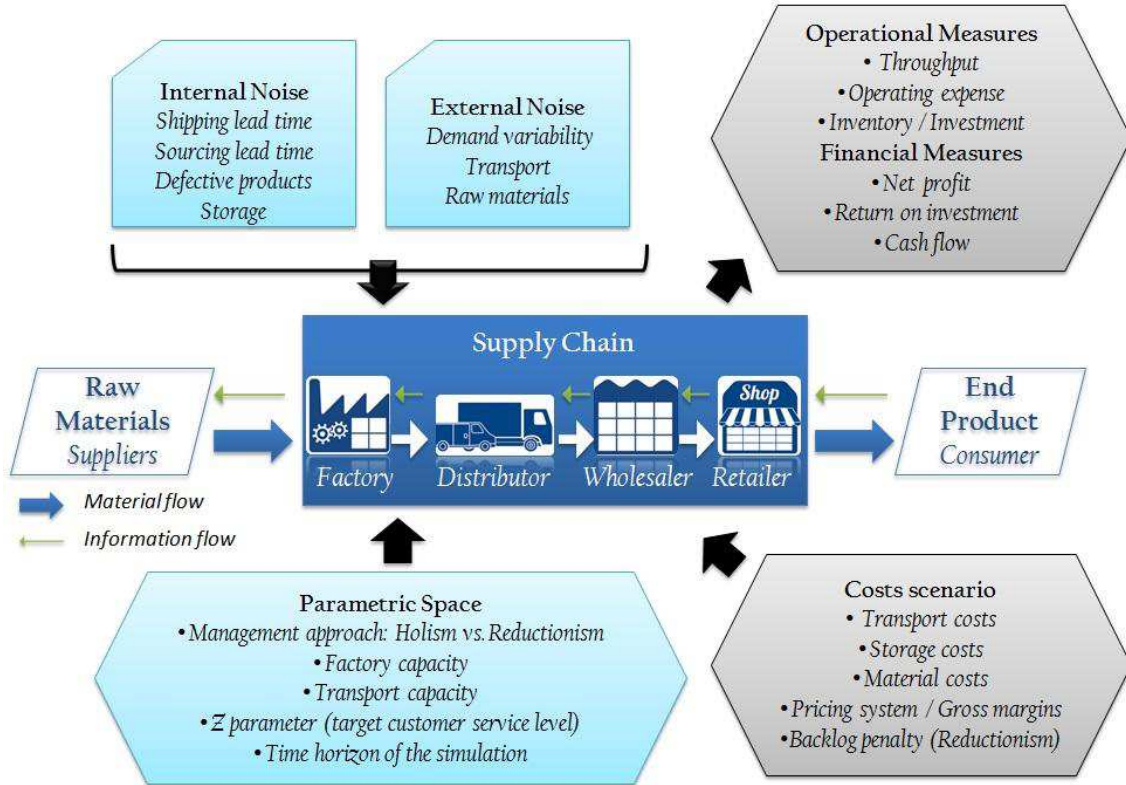 Internal Noise
Shipping lead time
Sourcing lead time
Defective products
Storage
External Noise
Demand variability
Transport
Raw materials
Operational Measures
• Throughput
• Operating expense
• Inventory / Investment
Financial Measures
• Net profit
• Return on investment
• Cash flow
Supply Chain
Raw
Materials
Suppliers
Factory
Distributor
Wholesaler
Shop
Retailer
End
Product
Consumer
Material flow
Information flow
Parametric Space
• Management approach: Holism vs. Reductionism
• Factory capacity
• Transport capacity
• Z parameter (target customer service level)
• Time horizon of the simulation
Costs scenario
• Transport costs
• Storage costs
• Material costs
• Pricing system / Gross margins
• Backlog penalty (Reductionism)